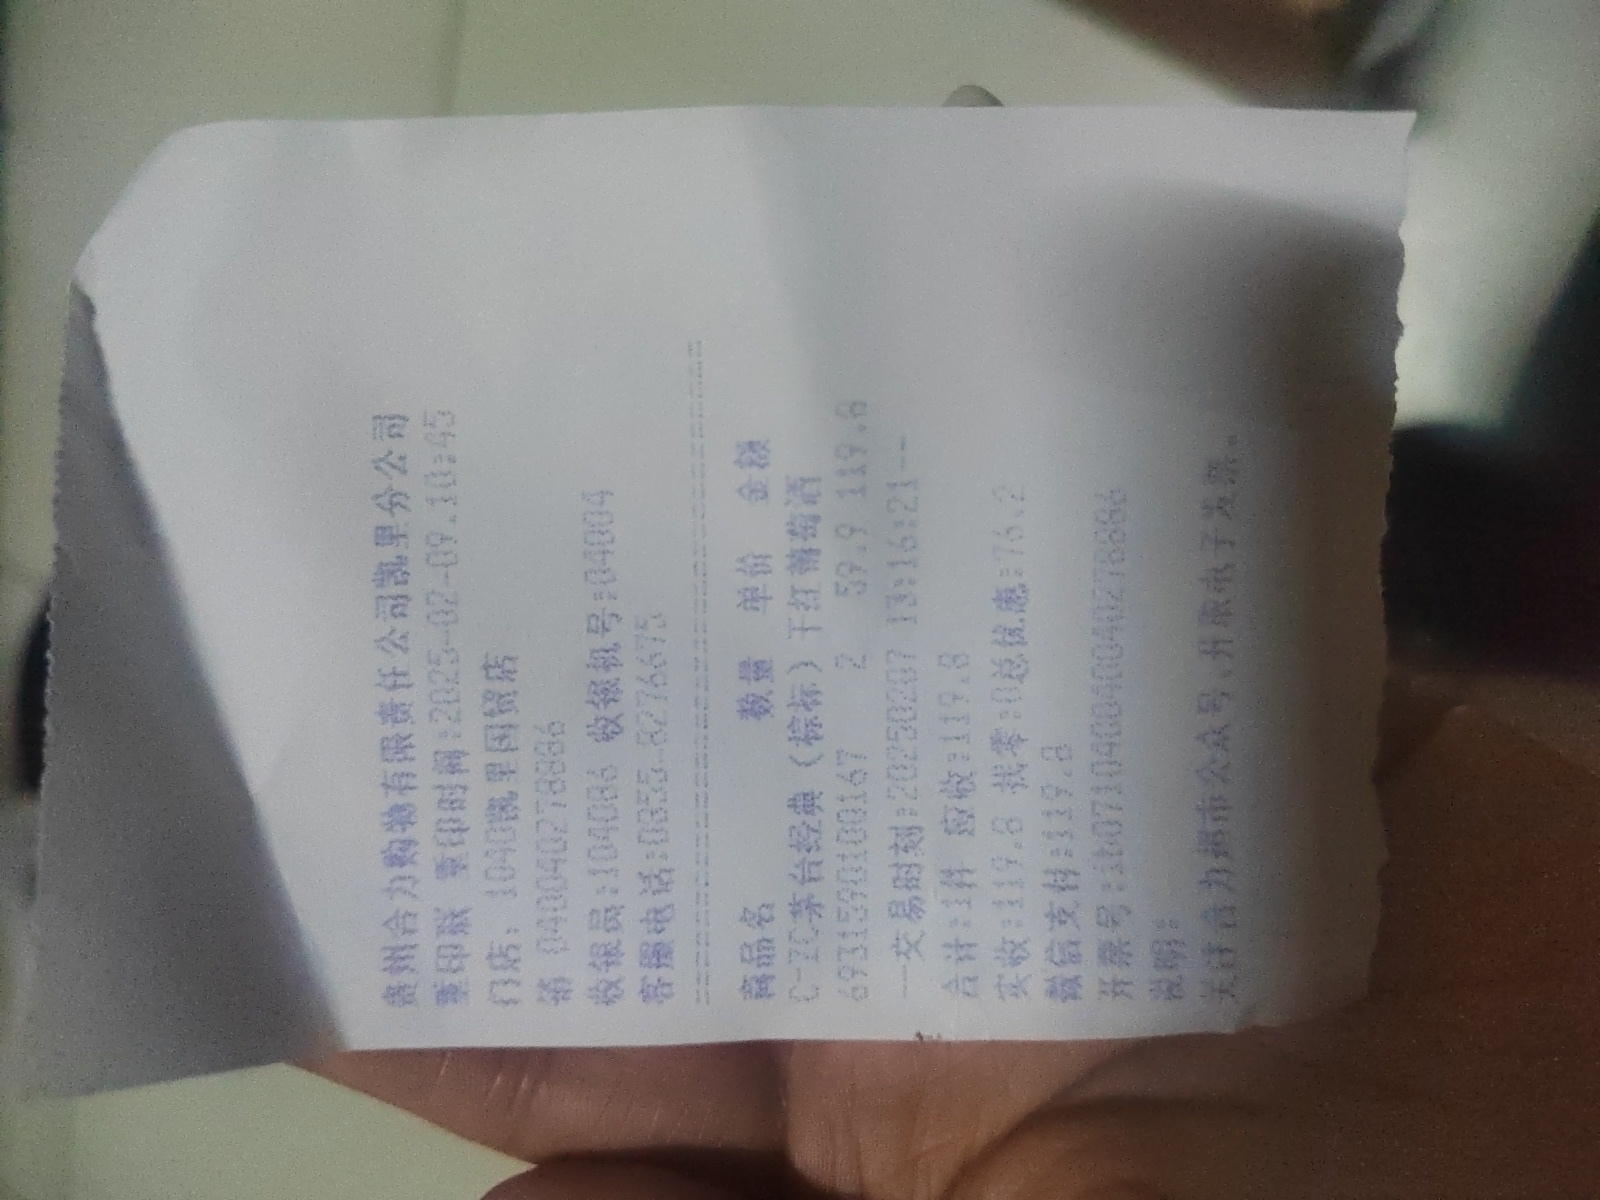 贵州合力购物有限责任公司凯里分公司
重印账 重印时间:2025-02-09.10:45
门店: 1040凯里国贸店
销 040040278886
收银员:104086 收银机号:04004
客服电话:0855-8276675
商品名 数量 单价 金额
C-ZC茅台经典(棕标)干红葡萄酒
693159100167 2 59.9 119.8
--交易时刻:20250207 13:16:21--
合计:1件 应收:119.8
实收:119.8 找零:0总优惠:76.2
微信支付:119.8
开票号:
说明:
关注合力超市公众号,开取电子发票。